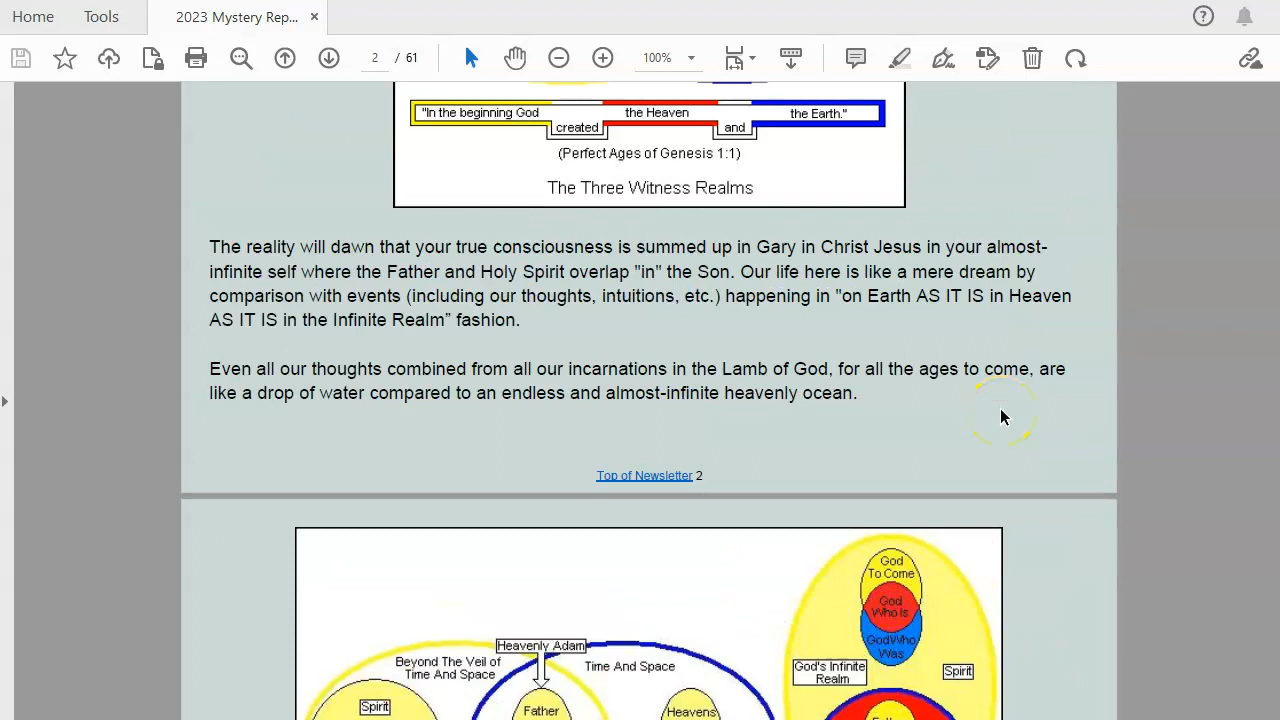 Home
Tools
2023 Mystery Rep... ×
2 / 61
100%
"In the beginning God
created
the Heaven
and
the Earth."
(Perfect Ages of Genesis 1:1)
The Three Witness Realms
The reality will dawn that your true consciousness is summed up in Gary in Christ Jesus in your almost-
infinite self where the Father and Holy Spirit overlap "in" the Son. Our life here is like a mere dream by
comparison with events (including our thoughts, intuitions, etc.) happening in "on Earth AS IT IS in Heaven
AS IT IS in the Infinite Realm” fashion.
Even all our thoughts combined from all our incarnations in the Lamb of God, for all the ages to come, are
like a drop of water compared to an endless and almost-infinite heavenly ocean.
Top of Newsletter 2
God
To Come
God
Who Is
God Who
Was
Heavenly Adam
Beyond The Veil of
Time And Space
Time And Space
God's Infinite
Realm
Spirit
Spirit
Father
Heavens
Father